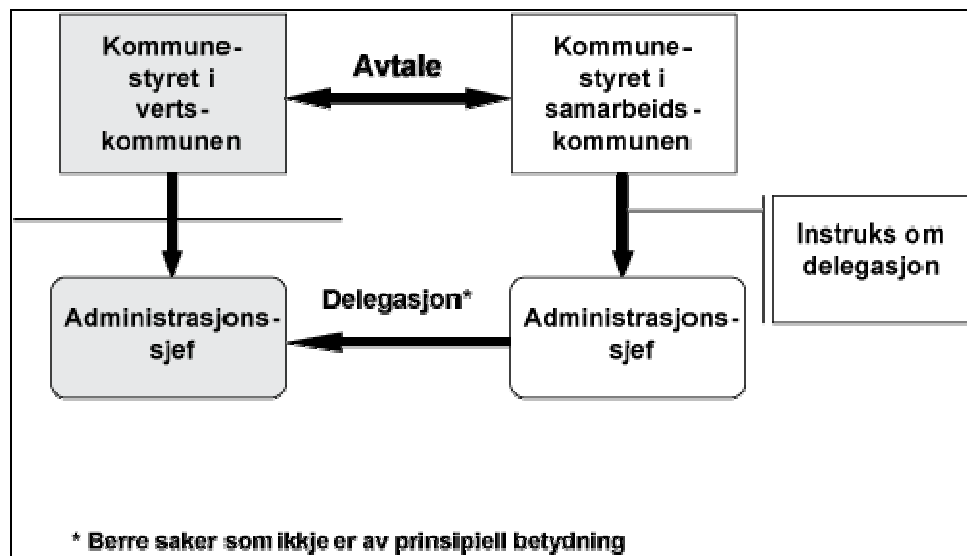 Kommune-
styret i
verts-
kommunen
Avtale
Kommune-
styret i
samarbeids-
kommunen
Instruks om
delegasjon
Administrasjons-
sjef
Delegasjon*
Administrasjons-
sjef
* Berre saker som ikkje er av prinsipiell betydning